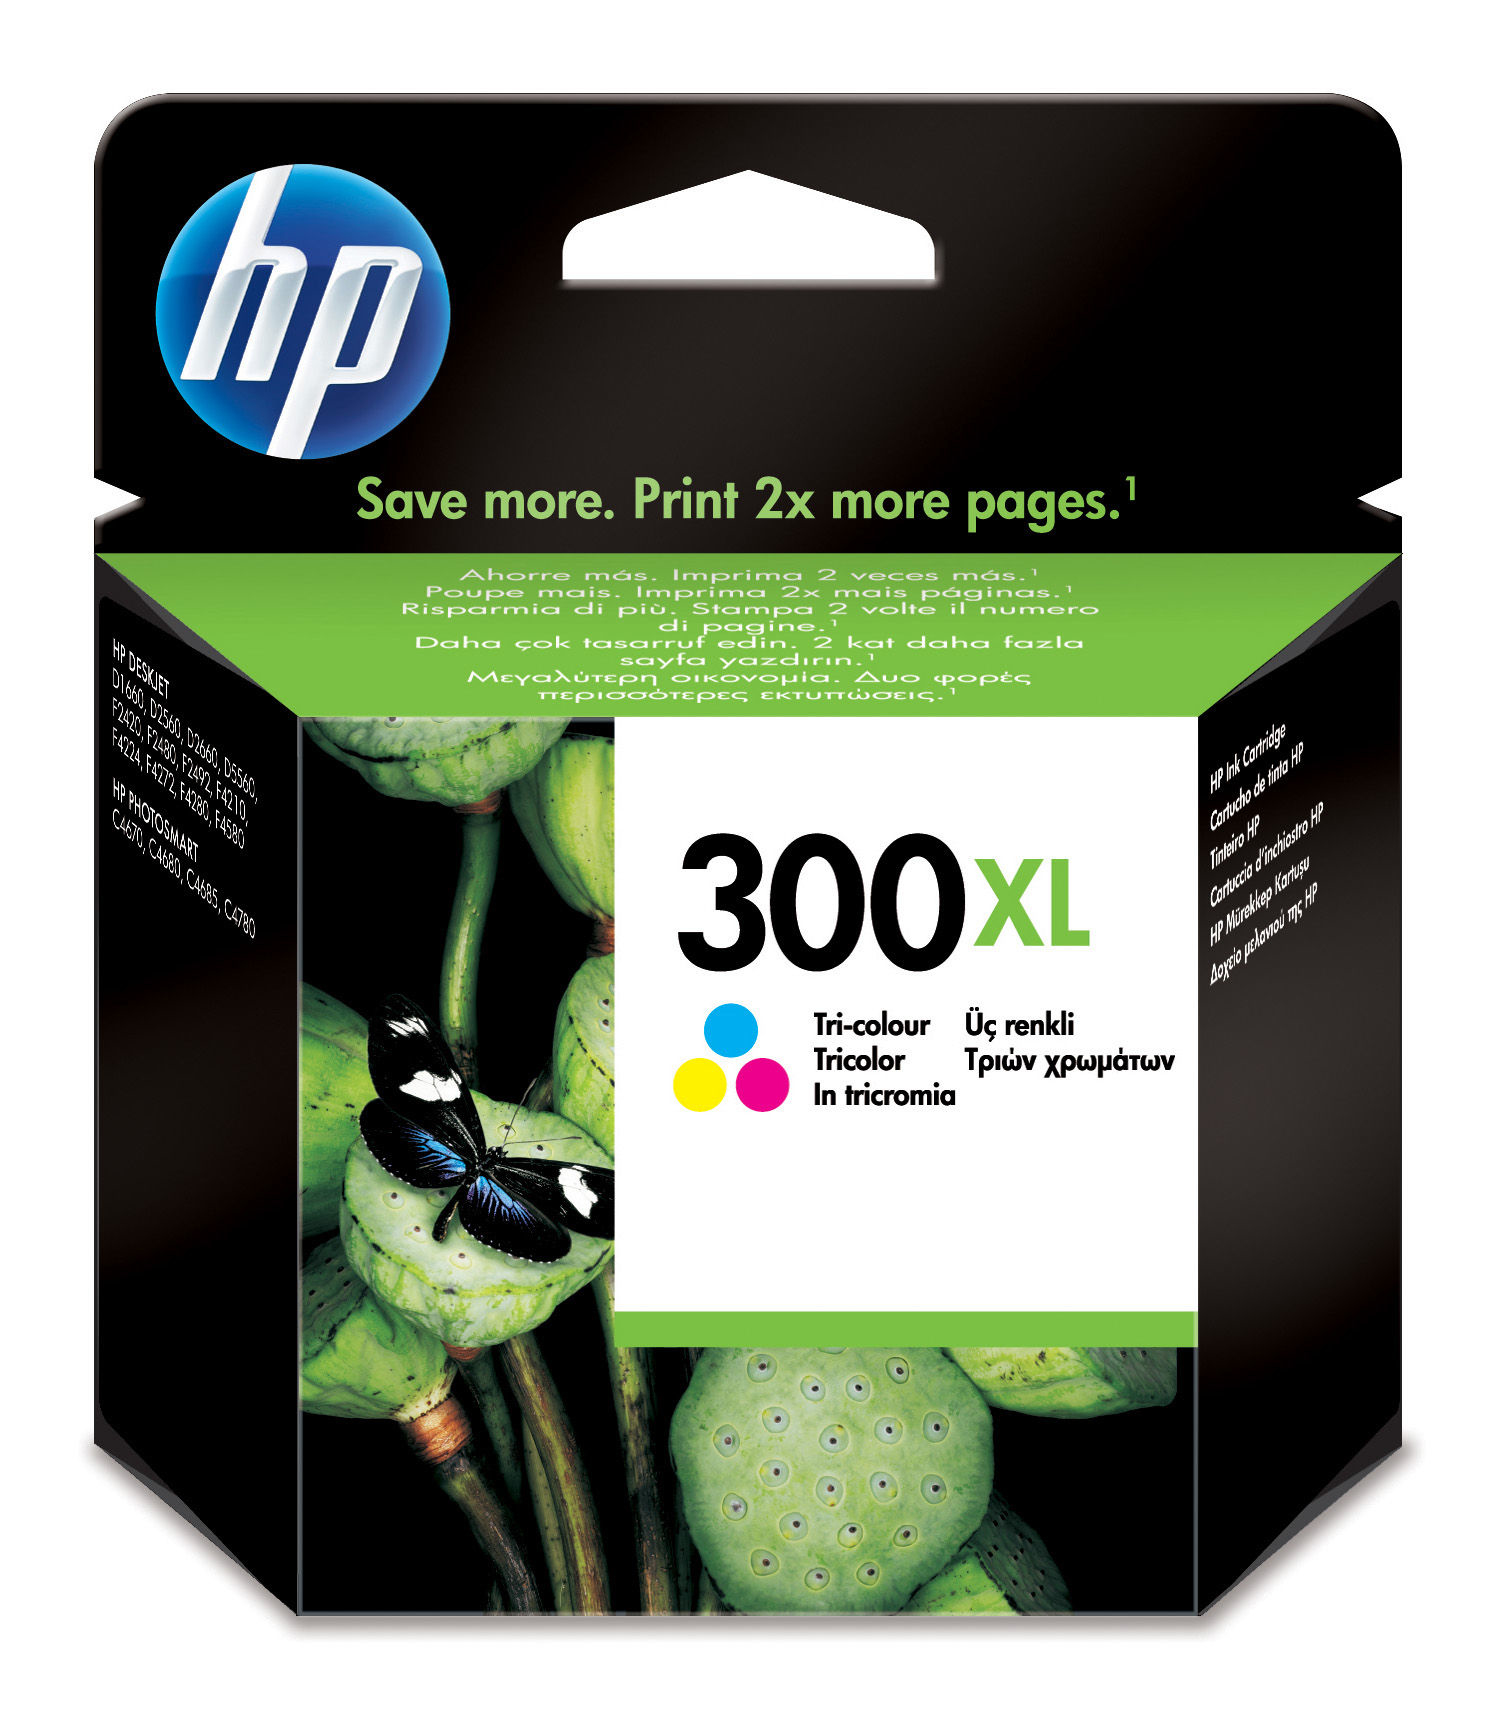 hp
Save more. Print 2x more pages.¹
Ahorre más. Imprima 2 veces más.¹
Poupe mais. Imprima 2x mais páginas.¹
Risparmia di più. Stampa 2 volte il numero
di pagine.¹
Daha çok tasarruf edin. 2 kat daha fazla
sayfa yazdırın.¹
Μεγαλύτερη οικονομία. Δυο φορές
περισσότερες εκτυπώσεις.¹
HP DESKJET
D1660, D2560, D2660, D5560,
F2420, F2480, F2492, F4210,
F4224, F4272, F4280, F4580
HP PHOTOSMART
C4670, C4680, C4685, C4780
300XL
Tri-colour
Tricolor
In tricromia
Üç renkli
Τριών χρωμάτων
HP Ink Cartridge
Cartucho de tinta HP
Tinteiro HP
Cartuccia d'inchiostro HP
HP Mürekkep Kartuşu
Δοχείο μελανιού της HP